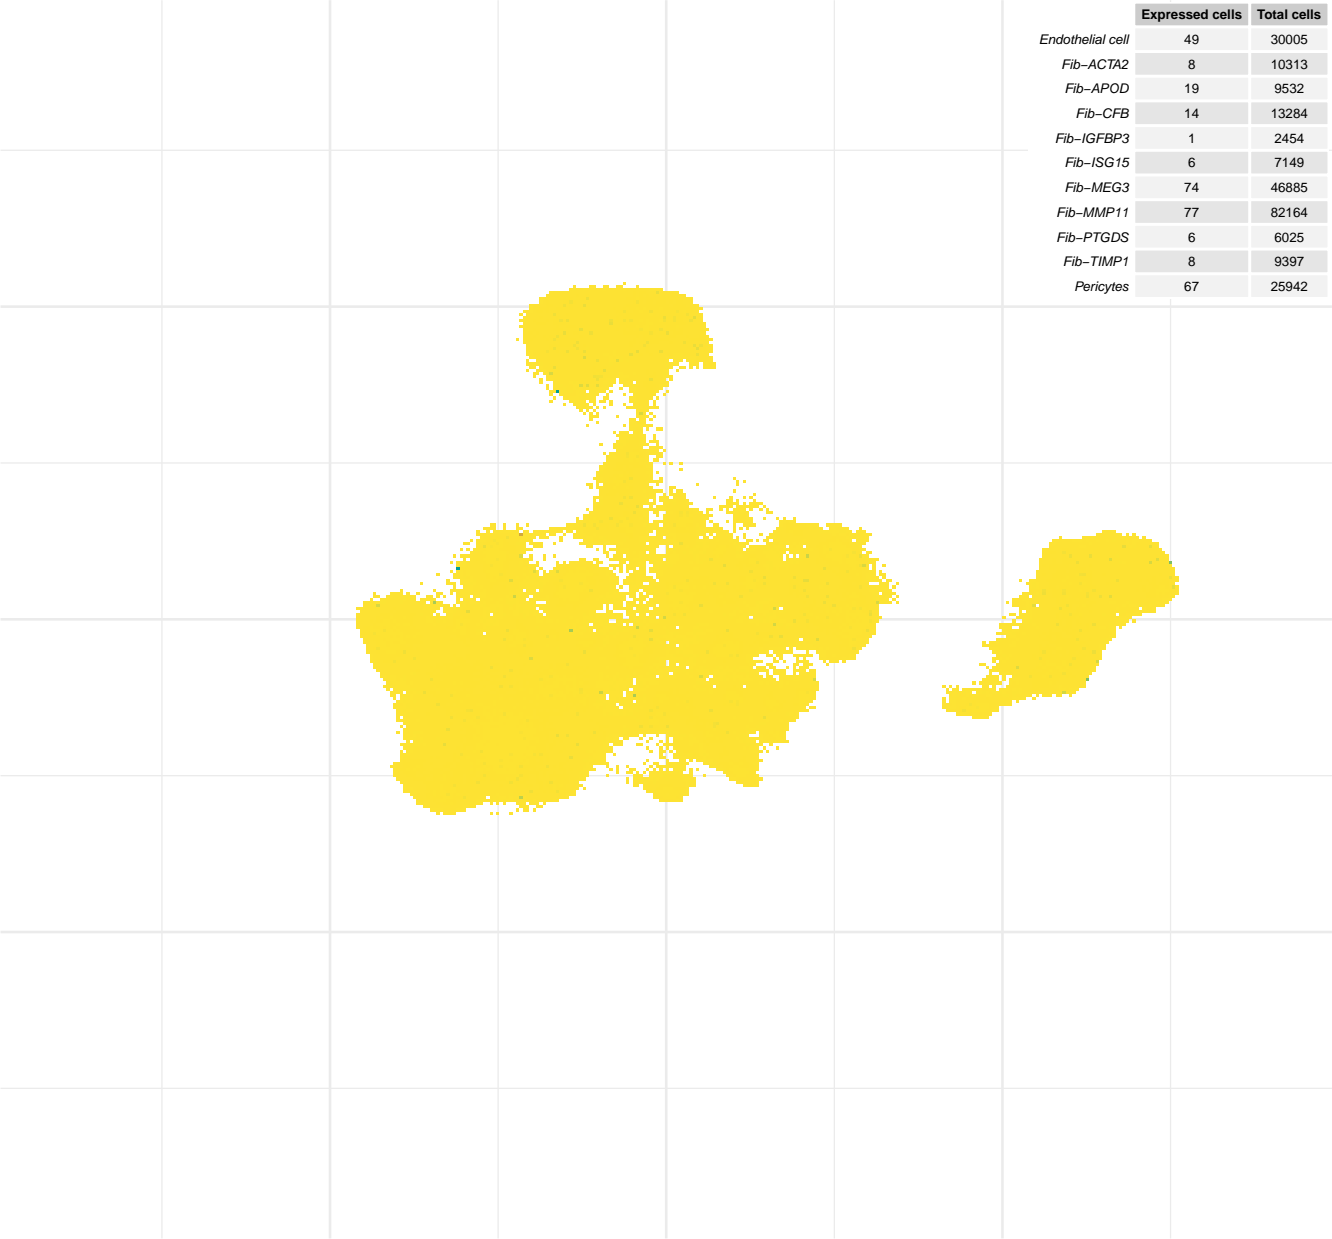 Expressed cells Total cells
Endothelial cell 49 30005
Fib−ACTA2 8 10313
Fib−APOD 19 9532
Fib−CFB 14 13284
Fib−IGFBP3 1 2454
Fib−ISG15 6 7149
Fib−MEG3 74 46885
Fib−MMP11 77 82164
Fib−PTGDS 6 6025
Fib−TIMP1 8 9397
Pericytes 67 25942